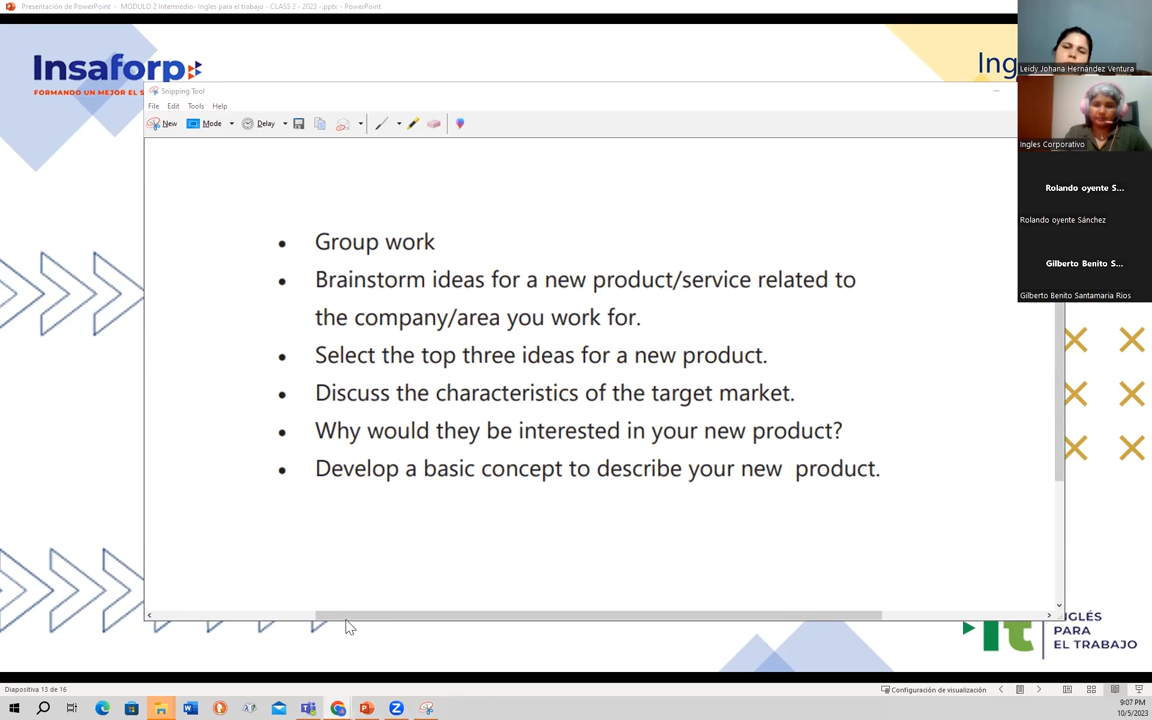 Presentación de PowerPoint - MODULO 2 Intermedio- Ingles para el trabajo - CLASS 2 - 2023 -.pptx - PowerPoint
Insaforp
FORMANDO UN MEJOR EL S
Ing
Snipping Tool
File Edit Tools Help
New Mode Delay
• Group work
• Brainstorm ideas for a new product/service related to
the company/area you work for.
• Select the top three ideas for a new product.
• Discuss the characteristics of the target market.
• Why would they be interested in your new product?
• Develop a basic concept to describe your new product.
Leidy Johana Hernández Ventura
Ingles Corporativo
Rolando oyente S...
Rolando oyente Sánchez
Gilberto Benito S...
Gilberto Benito Santamaria Rios
it
INGLÉS
PARA
EL TRABAJO
Diapositiva 13 de 16
Configuración de visualización
9:07 PM
10/5/2023